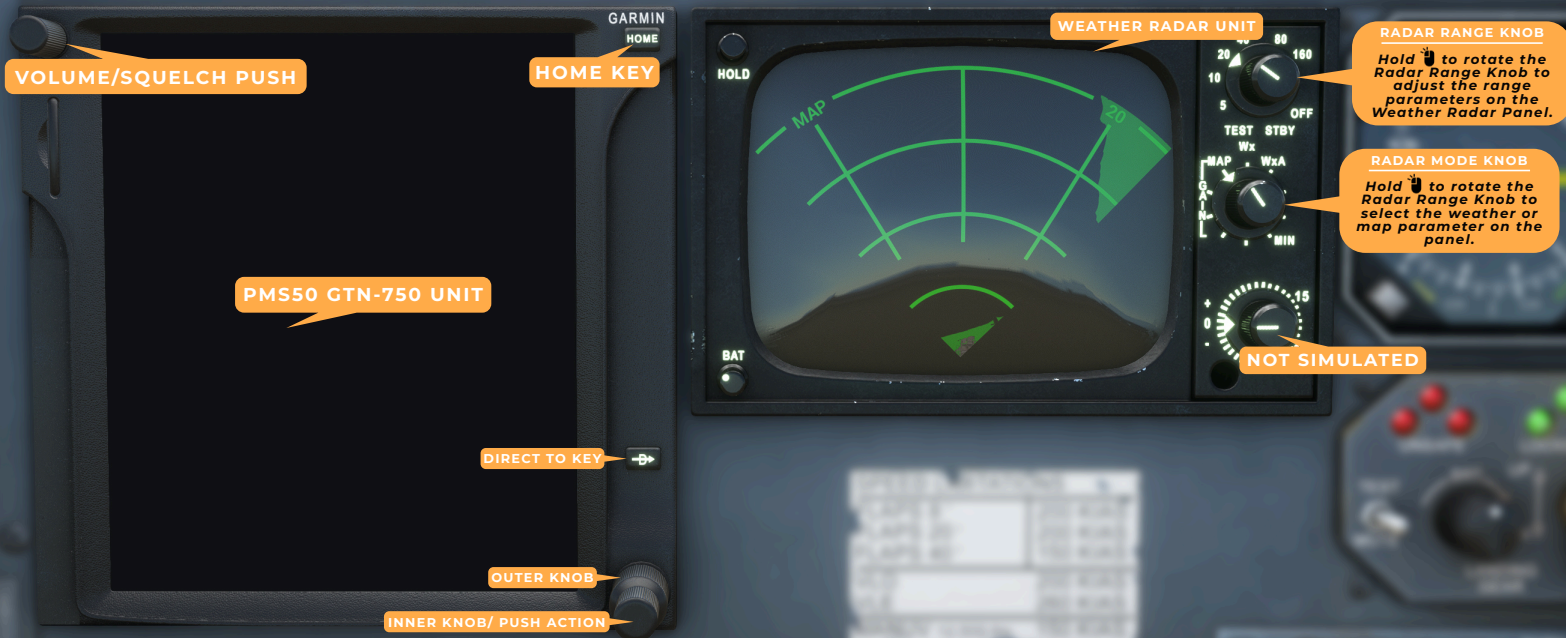 GARMIN
HOME
VOLUME/SQUELCH PUSH
HOME KEY
PMS50 GTN-750 UNIT
DIRECT TO KEY
D
OUTER KNOB
INNER KNOB/ PUSH ACTION
WEATHER RADAR UNIT
HOLD
MAP
20
BAT
40
80
20
160
10
5
OFF
TEST STBY
Wx
MAP
WxA
GAIN
MIN
+
15
0
-
NOT SIMULATED
RADAR RANGE KNOB
Hold to rotate the
Radar Range Knob to
adjust the range
parameters on the
Weather Radar Panel.
RADAR MODE KNOB
Hold to rotate the
Radar Range Knob to
select the weather or
map parameter on the
panel.